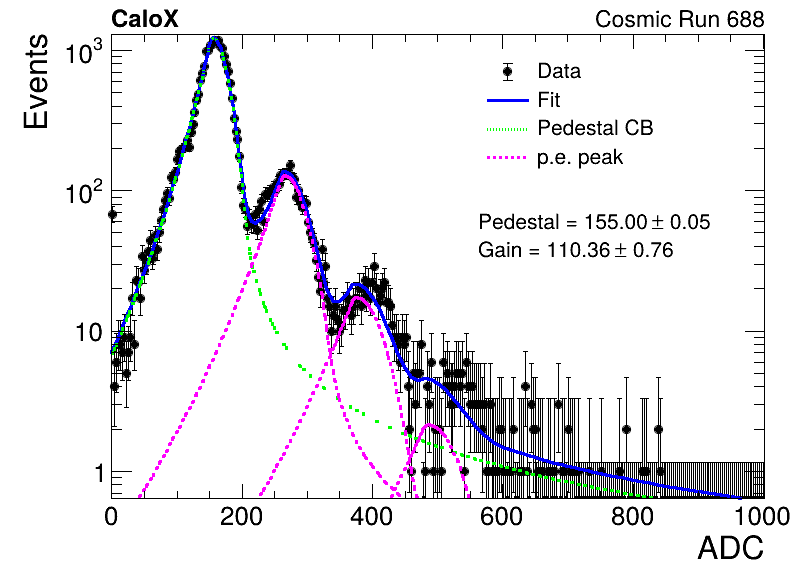 CaloX Cosmic Run 688
Events
10³
10²
10
1
Data
Fit
Pedestal CB
p.e. peak
Pedestal = 155.00 ± 0.05
Gain = 110.36 ± 0.76
0 200 400 600 800 1000
ADC